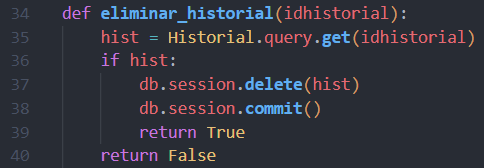 34 def eliminar_historial(idhistorial):
35 hist = Historial.query.get(idhistorial)
36 if hist:
37 db.session.delete(hist)
38 db.session.commit()
39 return True
40 return False